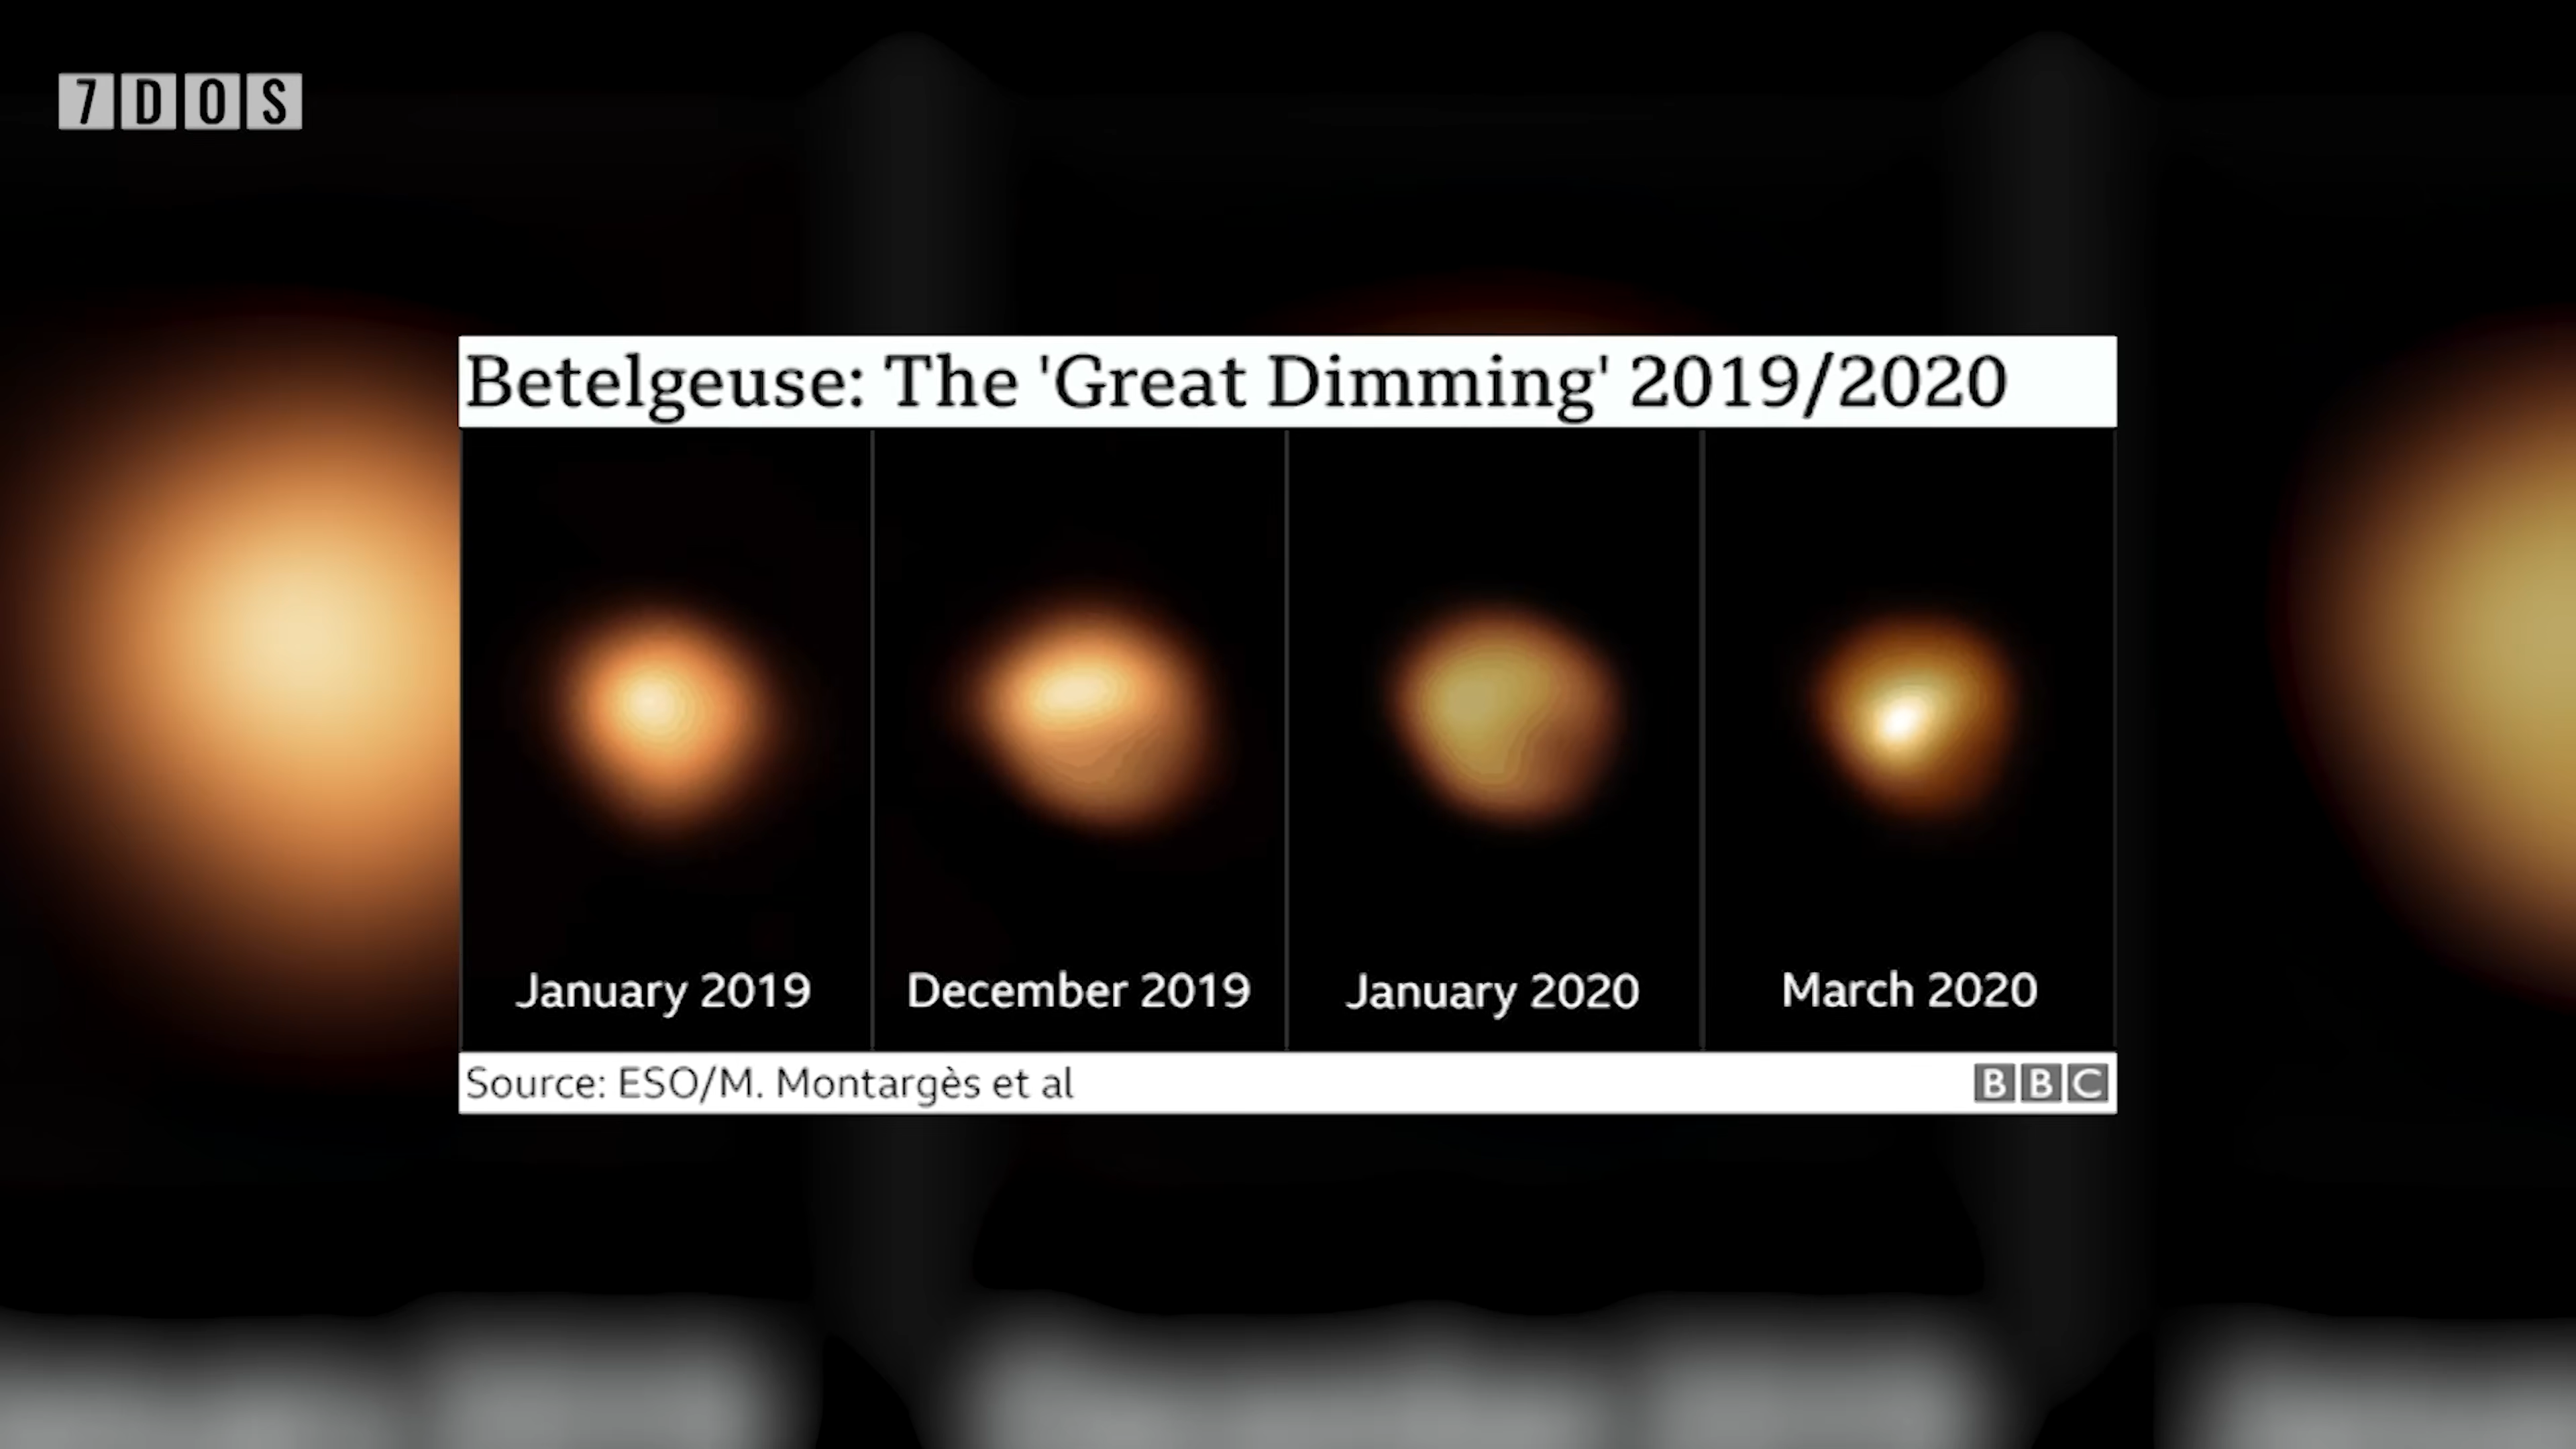 7DOS
Betelgeuse: The 'Great Dimming' 2019/2020
January 2019
December 2019
January 2020
March 2020
Source: ESO/M. Montargès et al
BBC